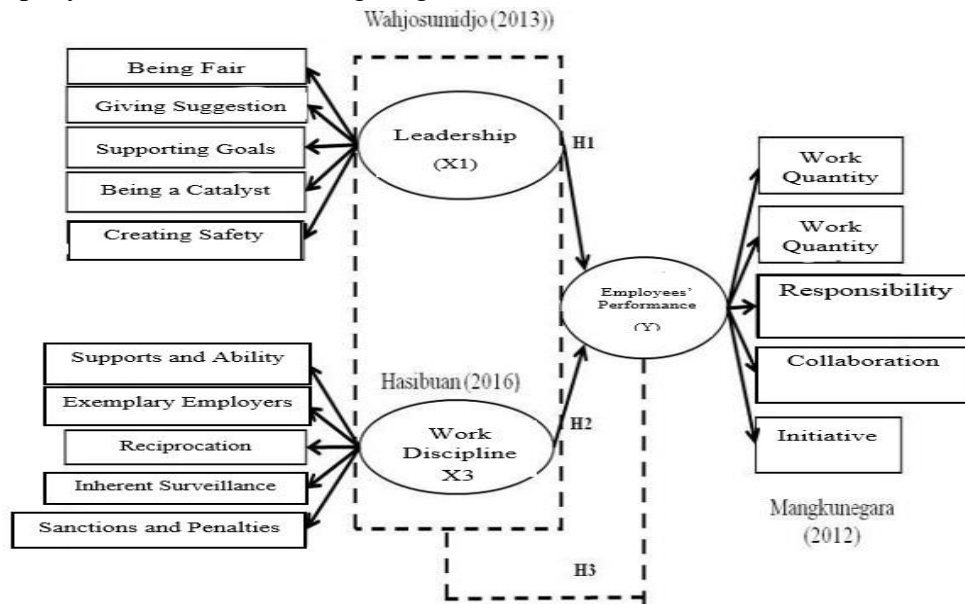 Wahjosumidjo (2013))
Being Fair
Giving Suggestion
Supporting Goals
Being a Catalyst
Creating Safety
Leadership
(X1)
H1
Supports and Ability
Exemplary Employers
Reciprocation
Inherent Surveillance
Sanctions and Penalties
Hasibuan (2016)
Work
Discipline
X3
H2
Employees’
Performance
(Y)
Work
Quantity
Work
Quantity
Responsibility
Collaboration
Initiative
Mangkunegara
(2012)
H3